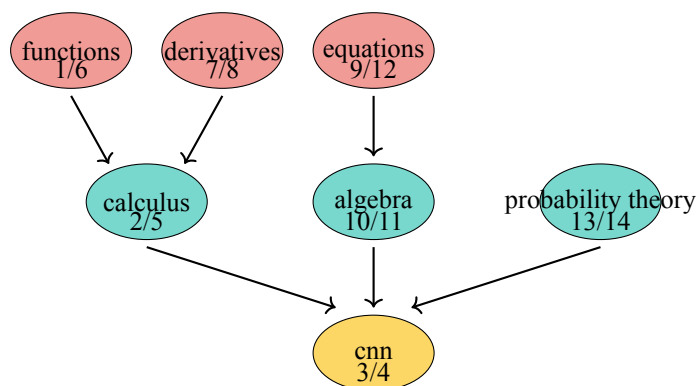 functions
1/6
derivatives
7/8
equations
9/12
calculus
2/5
algebra
10/11
probability theory
13/14
cnn
3/4